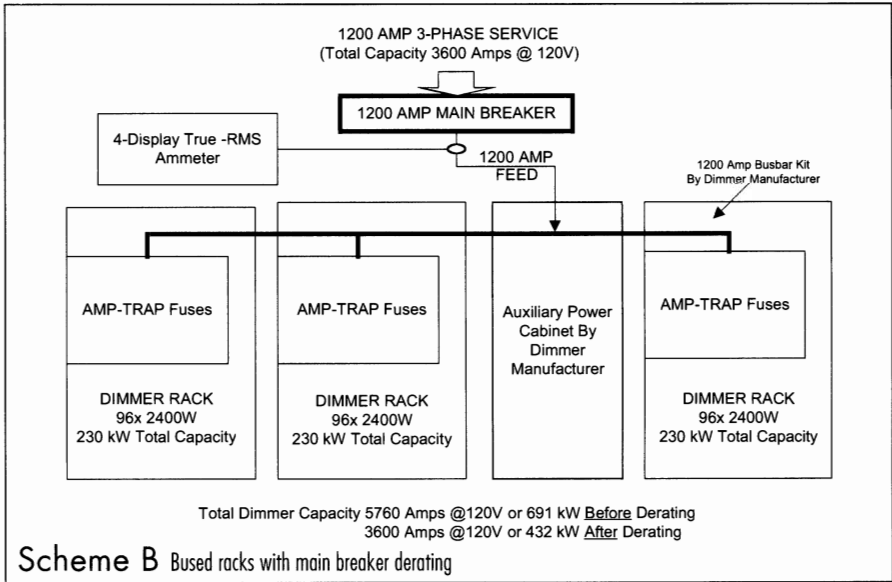 1200 AMP 3-PHASE SERVICE
(Total Capacity 3600 Amps @ 120V)
1200 AMP MAIN BREAKER
4-Display True -RMS
Ammeter
1200 AMP
FEED
1200 Amp Busbar Kit
By Dimmer Manufacturer
AMP-TRAP Fuses
DIMMER RACK
96x 2400W
230 kW Total Capacity
AMP-TRAP Fuses
DIMMER RACK
96x 2400W
230 kW Total Capacity
Auxiliary Power
Cabinet By
Dimmer
Manufacturer
AMP-TRAP Fuses
DIMMER RACK
96x 2400W
230 kW Total Capacity
Total Dimmer Capacity 5760 Amps @120V or 691 kW Before Derating
3600 Amps @120V or 432 kW After Derating
Scheme B Bused racks with main breaker derating